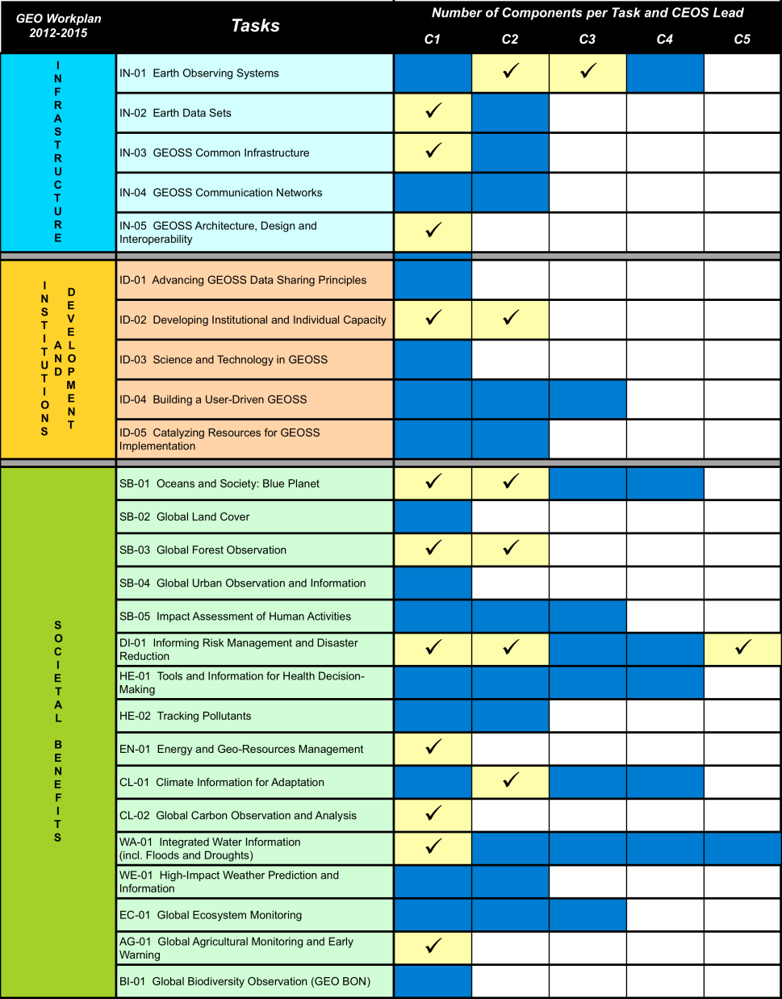 GEO Workplan
2012-2015
Tasks
Number of Components per Task and CEOS Lead
C1 C2 C3 C4 C5
INFRASTRUCTURE
IN-01 Earth Observing Systems ✓ ✓
IN-02 Earth Data Sets ✓
IN-03 GEOSS Common Infrastructure ✓
IN-04 GEOSS Communication Networks
IN-05 GEOSS Architecture, Design and
Interoperability ✓
INSTITUTIONS
AND
DEVELOPMENT
ID-01 Advancing GEOSS Data Sharing Principles
ID-02 Developing Institutional and Individual Capacity ✓ ✓
ID-03 Science and Technology in GEOSS
ID-04 Building a User-Driven GEOSS
ID-05 Catalyzing Resources for GEOSS
Implementation
SOCIETAL BENEFITS
SB-01 Oceans and Society: Blue Planet ✓ ✓
SB-02 Global Land Cover
SB-03 Global Forest Observation ✓ ✓
SB-04 Global Urban Observation and Information
SB-05 Impact Assessment of Human Activities
DI-01 Informing Risk Management and Disaster
Reduction ✓ ✓ ✓
HE-01 Tools and Information for Health Decision-
Making
HE-02 Tracking Pollutants
EN-01 Energy and Geo-Resources Management ✓
CL-01 Climate Information for Adaptation ✓
CL-02 Global Carbon Observation and Analysis ✓
WA-01 Integrated Water Information
(incl. Floods and Droughts) ✓
WE-01 High-Impact Weather Prediction and
Information
EC-01 Global Ecosystem Monitoring
AG-01 Global Agricultural Monitoring and Early
Warning ✓
BI-01 Global Biodiversity Observation (GEO BON)